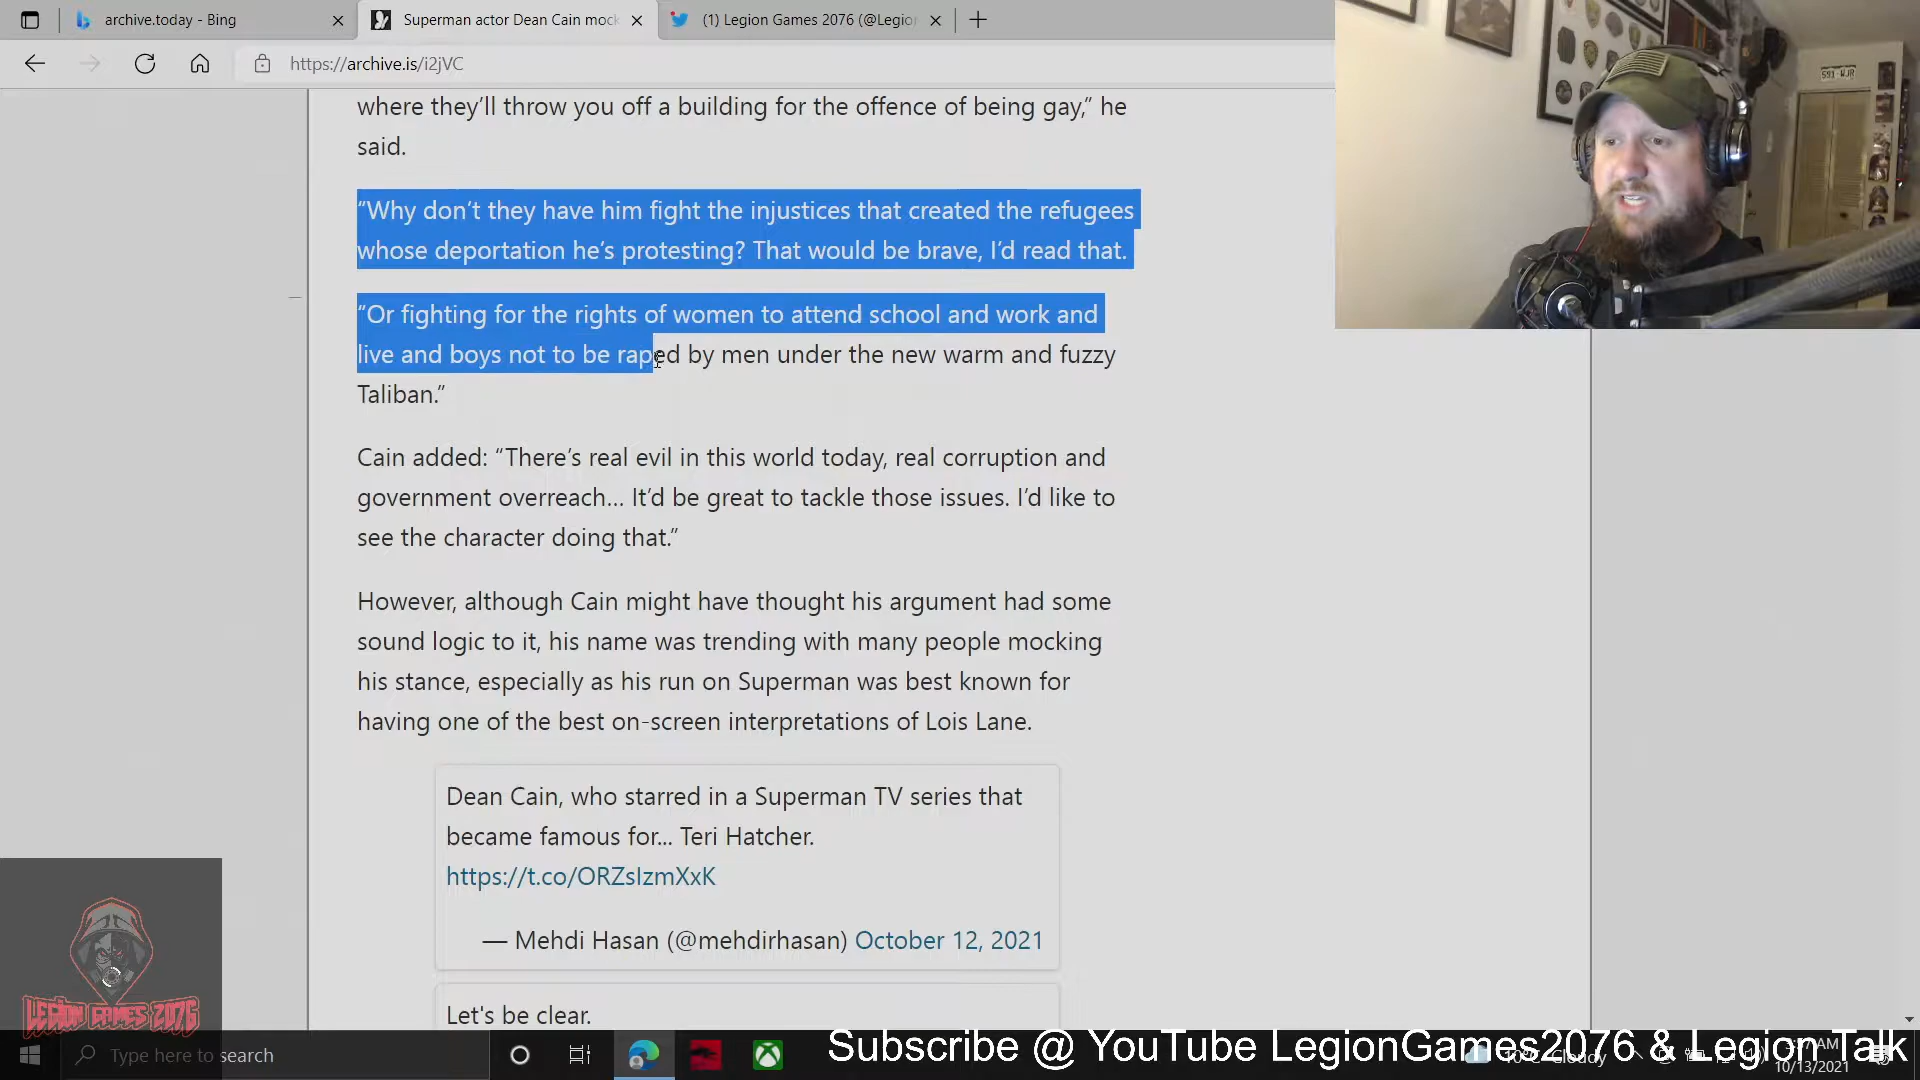 archive.today - Bing
Superman actor Dean Cain mock
(1) Legion Games 2076 (@Legio
https://archive.is/i2jVC
where they’ll throw you off a building for the offence of being gay,” he
said.
“Why don’t they have him fight the injustices that created the refugees
whose deportation he’s protesting? That would be brave, I’d read that.
“Or fighting for the rights of women to attend school and work and
live and boys not to be raped by men under the new warm and fuzzy
Taliban.”
Cain added: “There’s real evil in this world today, real corruption and
government overreach... It’d be great to tackle those issues. I’d like to
see the character doing that.”
However, although Cain might have thought his argument had some
sound logic to it, his name was trending with many people mocking
his stance, especially as his run on Superman was best known for
having one of the best on-screen interpretations of Lois Lane.
Dean Cain, who starred in a Superman TV series that
became famous for... Teri Hatcher.
https://t.co/ORZsIzmXxK
— Mehdi Hasan (@mehdirhasan) October 12, 2021
Let's be clear.
LEGION GAMES 2076
Type here to search
Subscribe @ YouTube LegionGames2076 & Legion Talk
10°C Cloudy
AM
10/13/2021